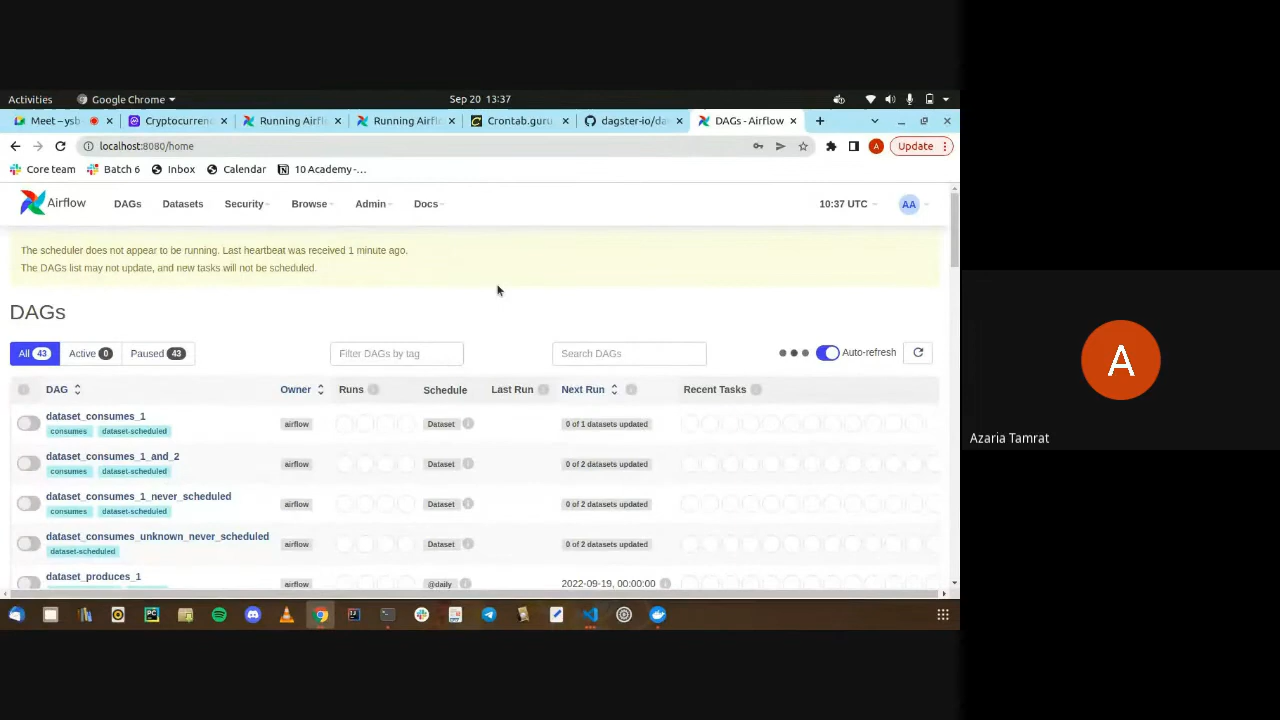 Activities
Google Chrome
Sep 20 13:37
Meet – ysb
Cryptocurren
Running Airfl
Running Airflo
Crontab.guru
dagster-io/da
DAGs - Airflow
localhost:8080/home
Update
Core team
Batch 6
Inbox
Calendar
10 Academy-...
Airflow
DAGs
Datasets
Security
Browse
Admin
Docs
10:37 UTC
AA
The scheduler does not appear to be running. Last heartbeat was received 1 minute ago.
The DAGs list may not update, and new tasks will not be scheduled.
DAGs
All 43
Active 0
Paused 43
Filter DAGs by tag
Search DAGs
Auto-refresh
DAG
Owner
Runs
Schedule
Last Run
Next Run
Recent Tasks
dataset_consumes_1
consumes
dataset-scheduled
airflow
Dataset
0 of 1 datasets updated
dataset_consumes_1_and_2
consumes
dataset-scheduled
airflow
Dataset
0 of 2 datasets updated
dataset_consumes_1_never_scheduled
consumes
dataset-scheduled
airflow
Dataset
0 of 2 datasets updated
dataset_consumes_unknown_never_scheduled
dataset-scheduled
airflow
Dataset
0 of 2 datasets updated
dataset_produces_1
airflow
@daily
2022-09-19, 00:00:00
A
Azaria Tamrat